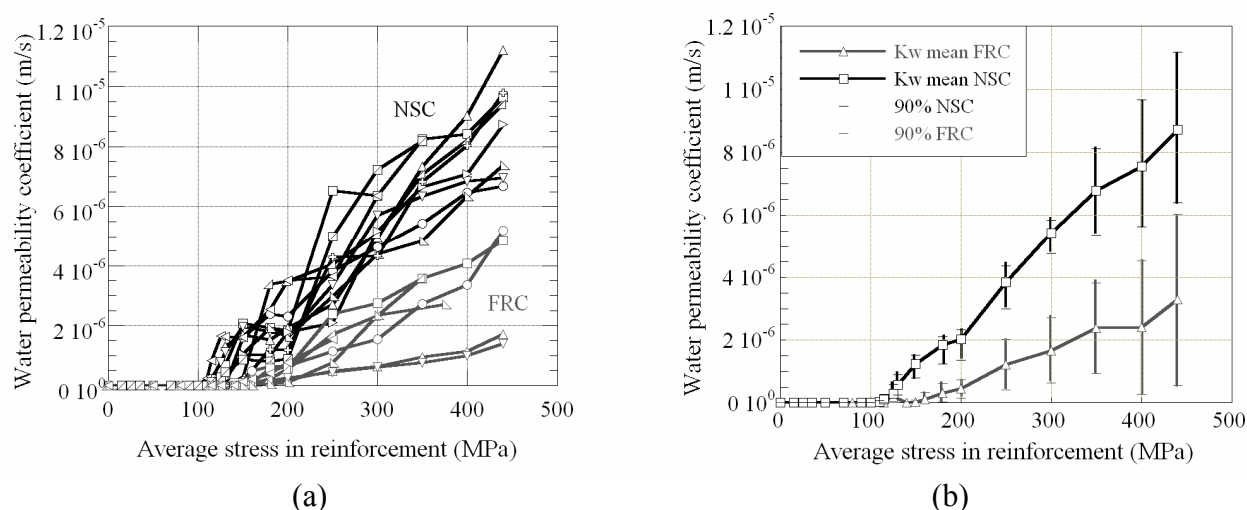 Water permeability coefficient (m/s)
1.2 10-5
1 10-5
8 10-6
6 10-6
4 10-6
2 10-6
0 100
NSC
FRC
0 100 200 300 400 500
Average stress in reinforcement (MPa)
(a)
Water permeability coefficient (m/s)
1.2 10-5
1 10-5
8 10-6
6 10-6
4 10-6
2 10-6
0 100
Kw mean FRC
Kw mean NSC
90% NSC
90% FRC
0 100 200 300 400 500
Average stress in reinforcement (MPa)
(b)